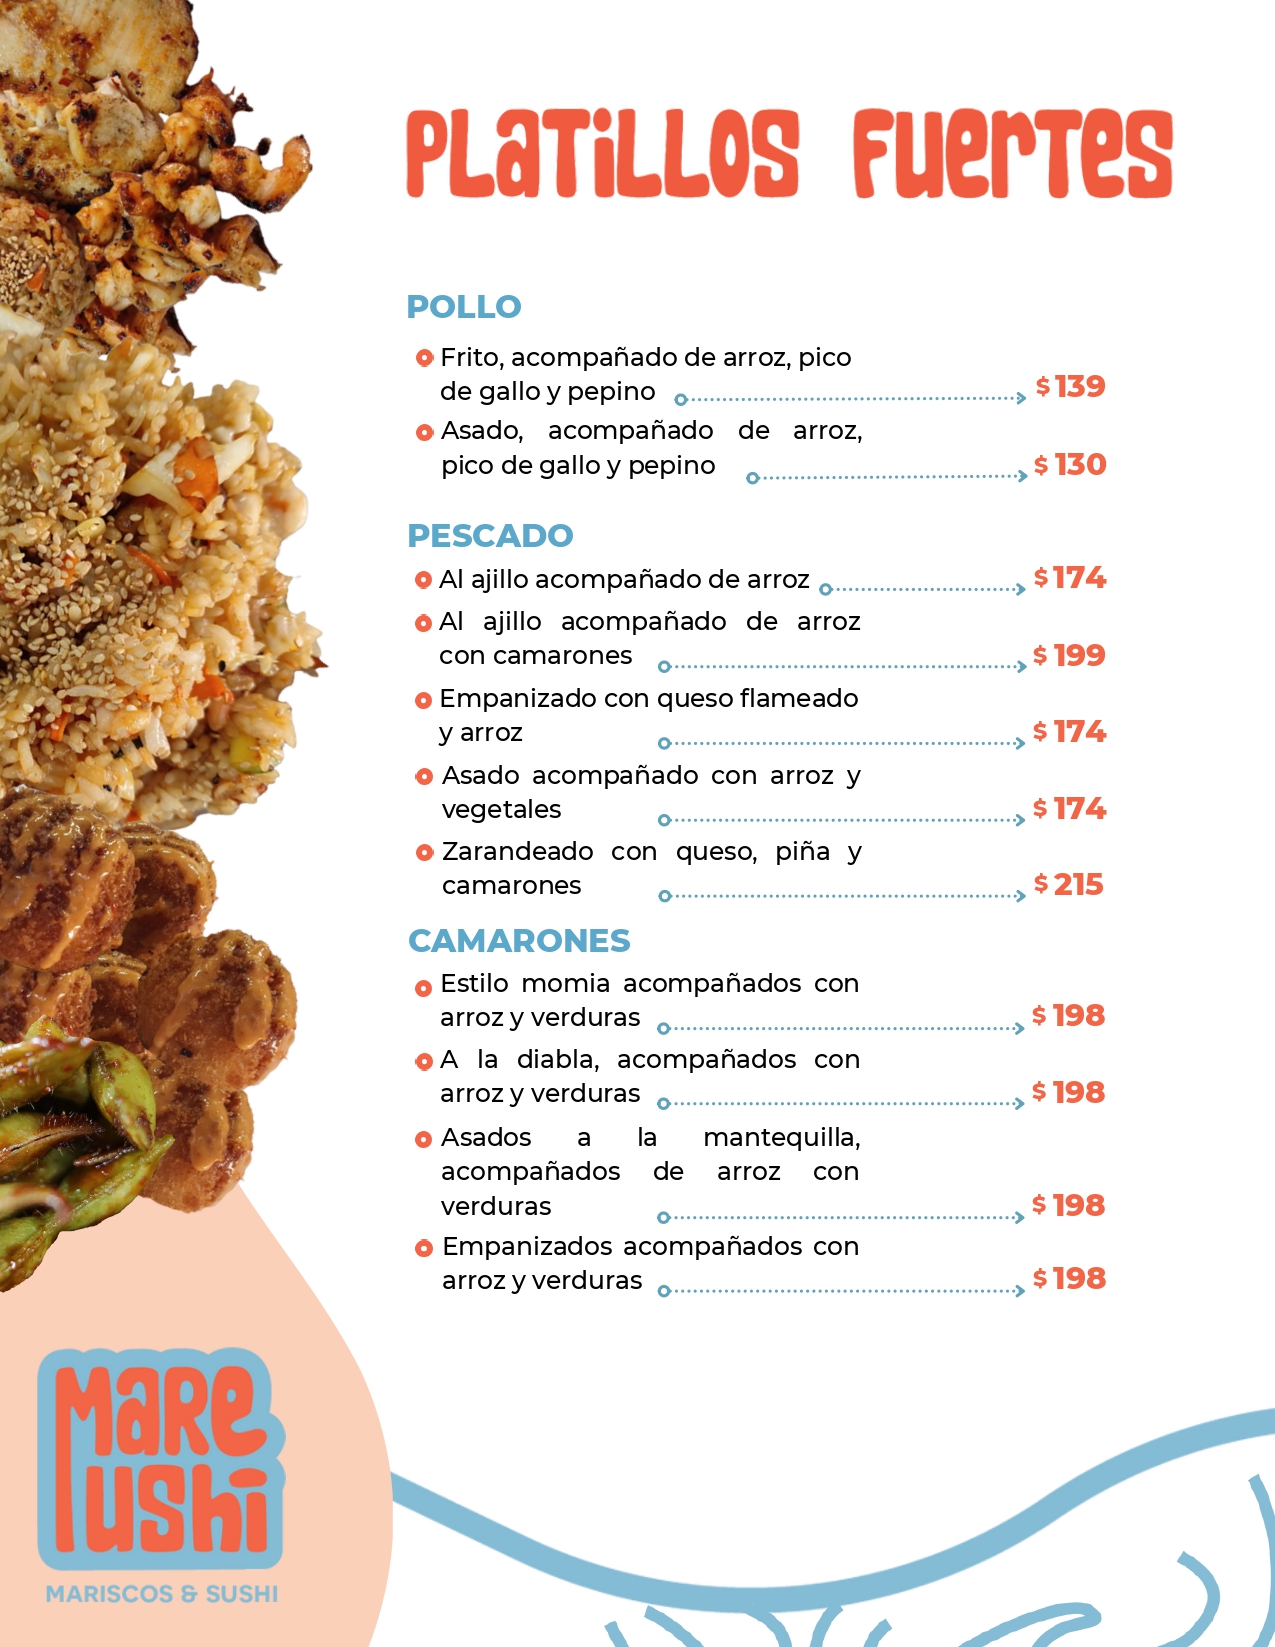 PLaTiLLOS FuerTes
POLLO
Frito, acompañado de arroz, pico
de gallo y pepino $ 139
Asado, acompañado de arroz,
pico de gallo y pepino $ 130
PESCADO
Al ajillo acompañado de arroz $ 174
Al ajillo acompañado de arroz
con camarones $ 199
Empanizado con queso flameado
y arroz $ 174
Asado acompañado con arroz y
vegetales $ 174
Zarandeado con queso, piña y
camarones $ 215
CAMARONES
Estilo momia acompañados con
arroz y verduras $ 198
A la diabla, acompañados con
arroz y verduras $ 198
Asados a la mantequilla,
acompañados de arroz con
verduras $ 198
Empanizados acompañados con
arroz y verduras $ 198
Mare
ushi
MARISCOS & SUSHI